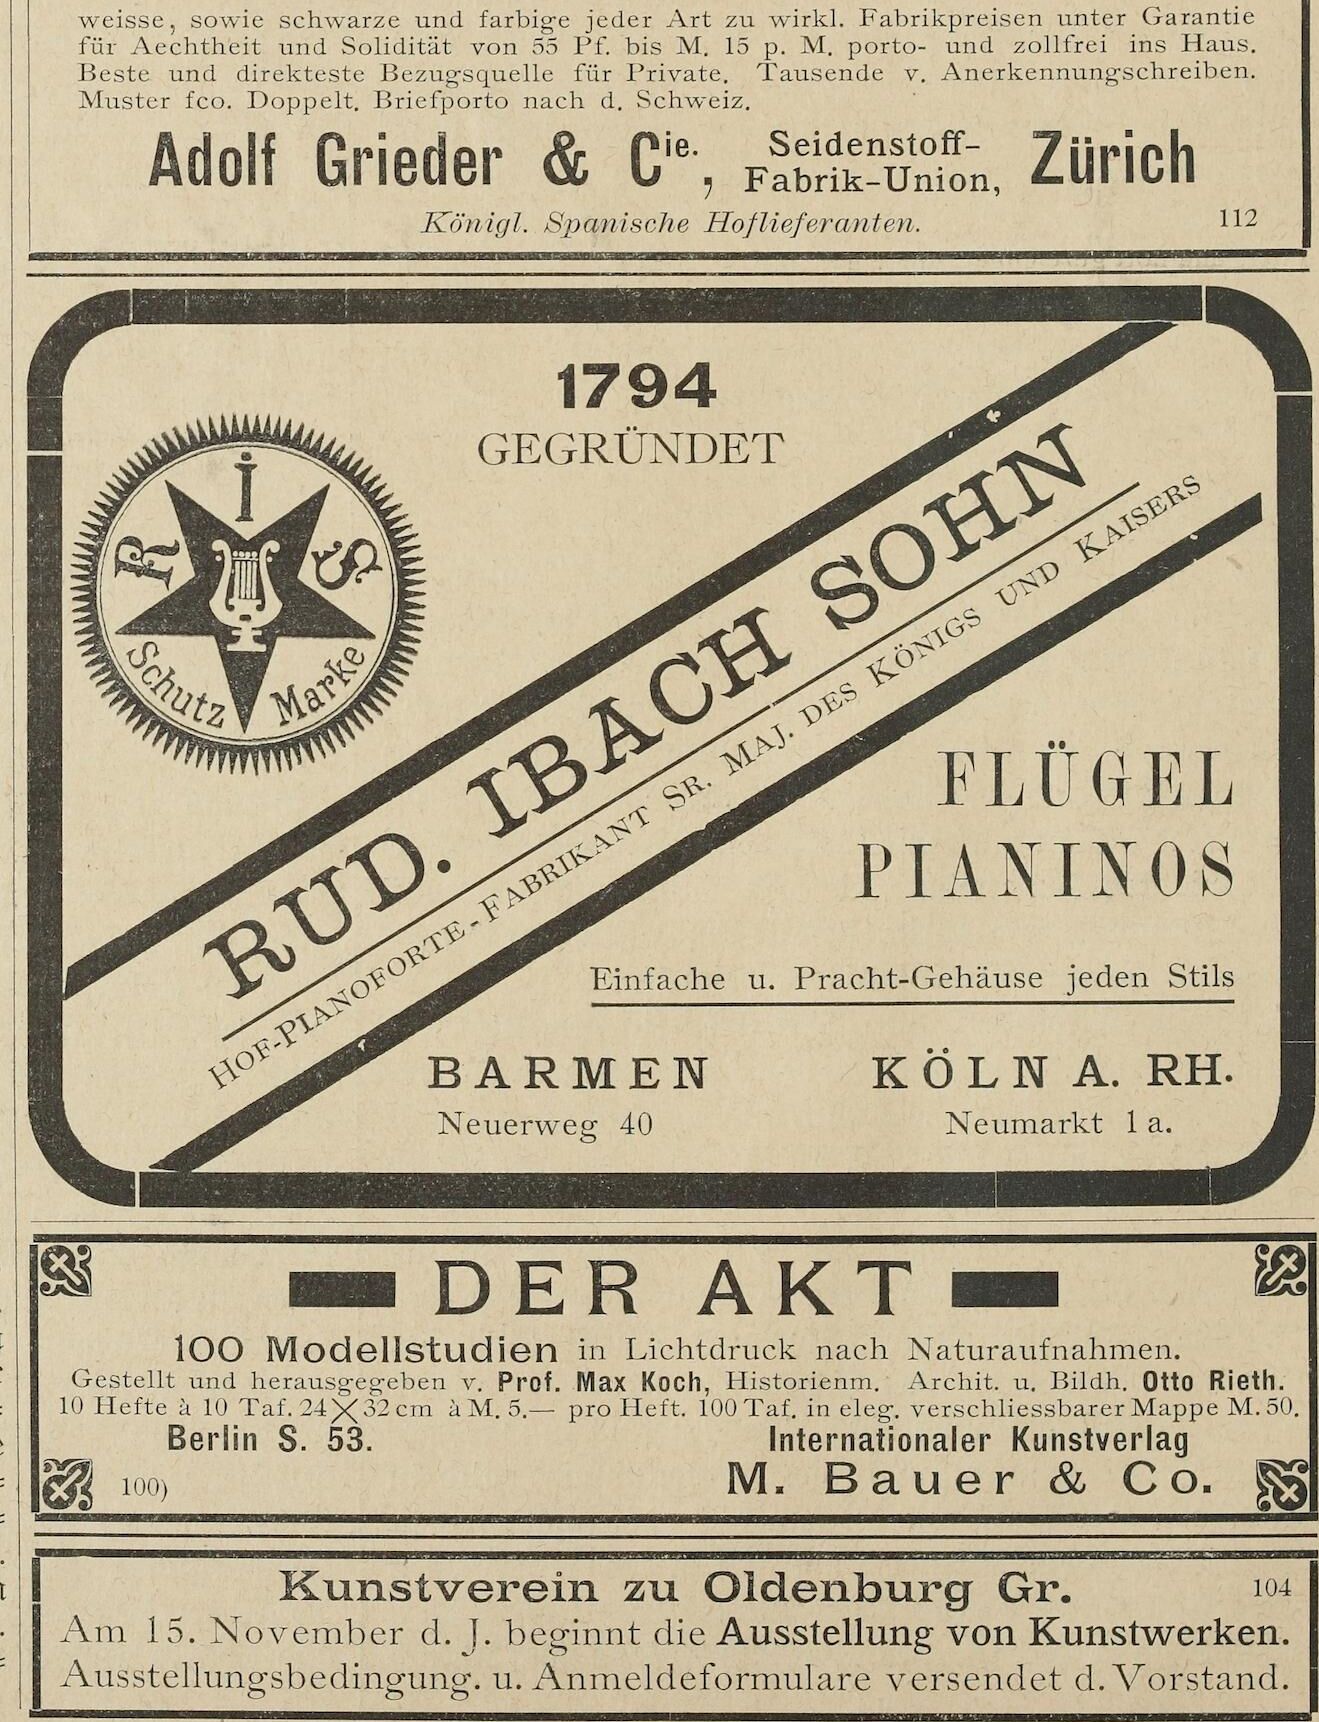 weisse, sowie schwarze und farbige jeder Art zu wirkl. Fabrikpreisen unter Garantie
für Aechtheit und Solidität von 55 Pf. bis M. 15 p. M. porto- und zollfrei ins Haus.
Beste und direkteste Bezugsquelle für Private. Tausende v. Anerkennungschreiben.
Muster fco. Doppelt. Briefporto nach d. Schweiz.
Adolf Grieder & Cie., Seidenstoff-Fabrik-Union, Zürich
Königl. Spanische Hoflieferanten. 112
1794
GEGRÜNDET
R I S
Schutz Marke
RUD. IBACH SOHN
HOF-PIANOFORTE-FABRIKANT SR. MAJ. DES KÖNIGS UND KAISERS
FLÜGEL
PIANINOS
Einfache u. Pracht-Gehäuse jeden Stils
BARMEN KÖLN A. RH.
Neuerweg 40 Neumarkt 1 a.
DER AKT
100 Modellstudien in Lichtdruck nach Naturaufnahmen.
Gestellt und herausgegeben v. Prof. Max Koch, Historienm. Archit. u. Bildh. Otto Rieth.
10 Hefte à 10 Taf. 24×32 cm à M. 5.— pro Heft. 100 Taf. in eleg. verschliessbarer Mappe M. 50.
Berlin S. 53. Internationaler Kunstverlag
100) M. Bauer & Co.
Kunstverein zu Oldenburg Gr. 104
Am 15. November d. J. beginnt die Ausstellung von Kunstwerken.
Ausstellungsbedingung. u. Anmeldeformulare versendet d. Vorstand.